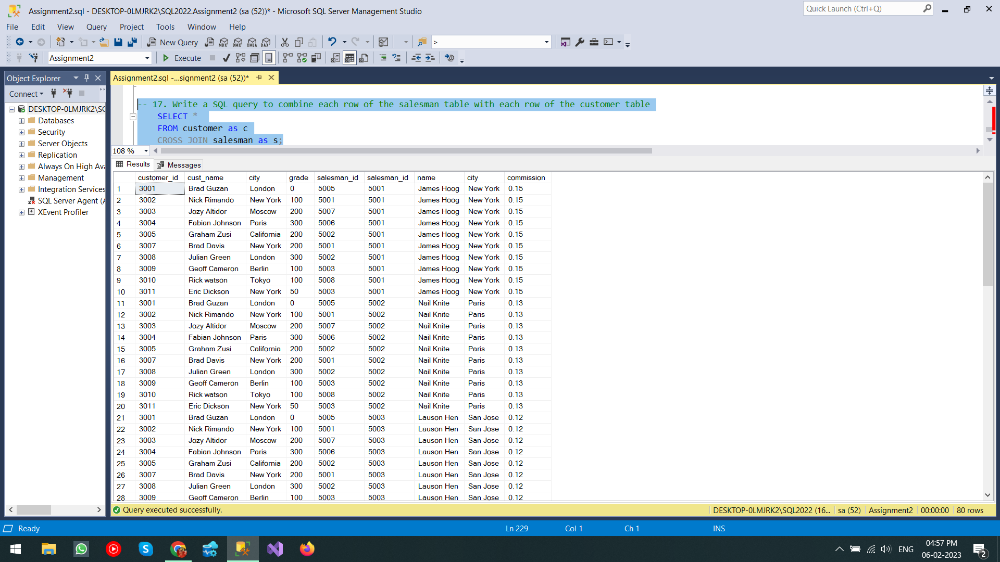 Assignment2.sql - DESKTOP-0LMJRK2\SQL2022.Assignment2 (sa (52))* - Microsoft SQL Server Management Studio
Quick Launch (Ctrl+Q)
File Edit View Query Project Tools Window Help
New Query MDX DMX XMLA DAX >
Assignment2 Execute
Object Explorer
Assignment2.sql -...signment2 (sa (52))*
Connect
DESKTOP-0LMJRK2\SQ
Databases
Security
Server Objects
Replication
Always On High Ava
Management
Integration Services
SQL Server Agent (A
XEvent Profiler
-- 17. Write a SQL query to combine each row of the salesman table with each row of the customer table
SELECT *
FROM customer as c
CROSS JOIN salesman as s;
108 %
Results Messages
customer_id cust_name city grade salesman_id salesman_id name city commission
1 3001 Brad Guzan London 0 5005 5001 James Hoog New York 0.15
2 3002 Nick Rimando New York 100 5001 5001 James Hoog New York 0.15
3 3003 Jozy Altidor Moscow 200 5007 5001 James Hoog New York 0.15
4 3004 Fabian Johnson Paris 300 5006 5001 James Hoog New York 0.15
5 3005 Graham Zusi California 200 5002 5001 James Hoog New York 0.15
6 3007 Brad Davis New York 200 5001 5001 James Hoog New York 0.15
7 3008 Julian Green London 300 5002 5001 James Hoog New York 0.15
8 3009 Geoff Cameron Berlin 100 5003 5001 James Hoog New York 0.15
9 3010 Rick watson Tokyo 100 5008 5001 James Hoog New York 0.15
10 3011 Eric Dickson New York 50 5003 5001 James Hoog New York 0.15
11 3001 Brad Guzan London 0 5005 5002 Nail Knite Paris 0.13
12 3002 Nick Rimando New York 100 5001 5002 Nail Knite Paris 0.13
13 3003 Jozy Altidor Moscow 200 5007 5002 Nail Knite Paris 0.13
14 3004 Fabian Johnson Paris 300 5006 5002 Nail Knite Paris 0.13
15 3005 Graham Zusi California 200 5002 5002 Nail Knite Paris 0.13
16 3007 Brad Davis New York 200 5001 5002 Nail Knite Paris 0.13
17 3008 Julian Green London 300 5002 5002 Nail Knite Paris 0.13
18 3009 Geoff Cameron Berlin 100 5003 5002 Nail Knite Paris 0.13
19 3010 Rick watson Tokyo 100 5008 5002 Nail Knite Paris 0.13
20 3011 Eric Dickson New York 50 5003 5002 Nail Knite Paris 0.13
21 3001 Brad Guzan London 0 5005 5003 Lauson Hen San Jose 0.12
22 3002 Nick Rimando New York 100 5001 5003 Lauson Hen San Jose 0.12
23 3003 Jozy Altidor Moscow 200 5007 5003 Lauson Hen San Jose 0.12
24 3004 Fabian Johnson Paris 300 5006 5003 Lauson Hen San Jose 0.12
25 3005 Graham Zusi California 200 5002 5003 Lauson Hen San Jose 0.12
26 3007 Brad Davis New York 200 5001 5003 Lauson Hen San Jose 0.12
27 3008 Julian Green London 300 5002 5003 Lauson Hen San Jose 0.12
28 3009 Geoff Cameron Berlin 100 5003 5003 Lauson Hen San Jose 0.12
Query executed successfully. DESKTOP-0LMJRK2\SQL2022 (16... sa (52) Assignment2 00:00:00 80 rows
Ready Ln 229 Col 1 Ch 1 INS
ENG 04:57 PM
06-02-2023 2